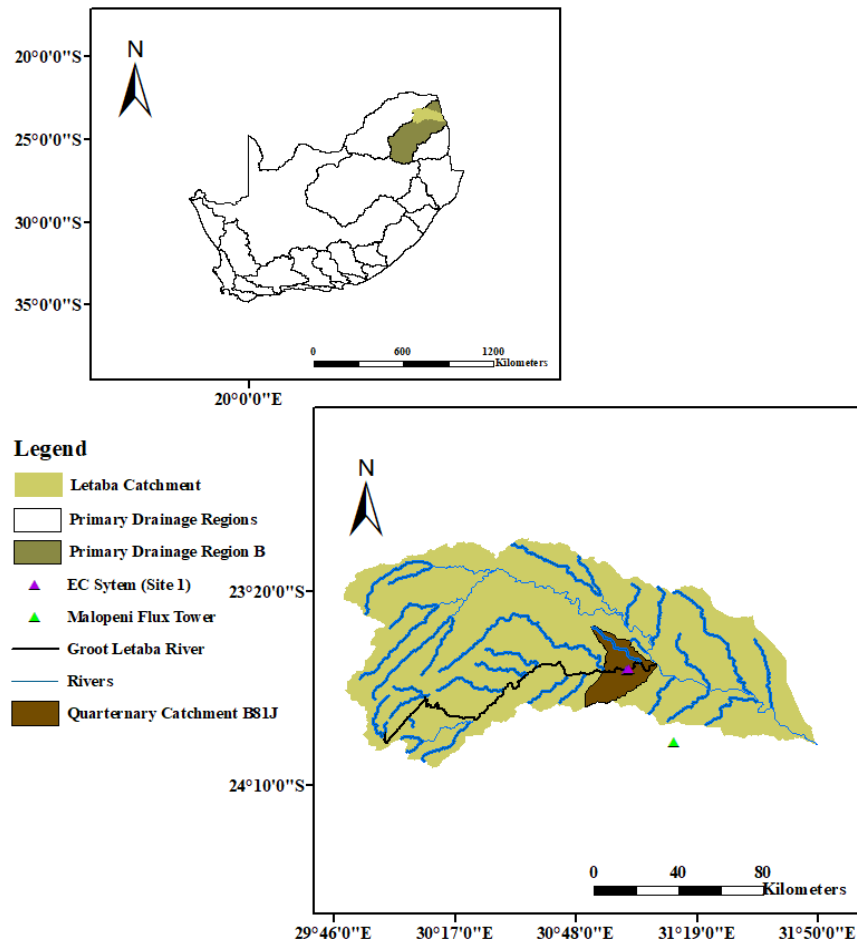 20°0'0"S
N
25°0'0"S
30°0'0"S
35°0'0"S
0 600 1200
Kilometers
20°0'0"E
Legend
Letaba Catchment
Primary Drainage Regions
Primary Drainage Region B
EC Sytem (Site 1)
Malopeni Flux Tower
Groot Letaba River
Rivers
Quarternary Catchment B81J
N
23°20'0"S
24°10'0"S
0 40 80
Kilometers
29°46'0"E 30°17'0"E 30°48'0"E 31°19'0"E 31°50'0"E